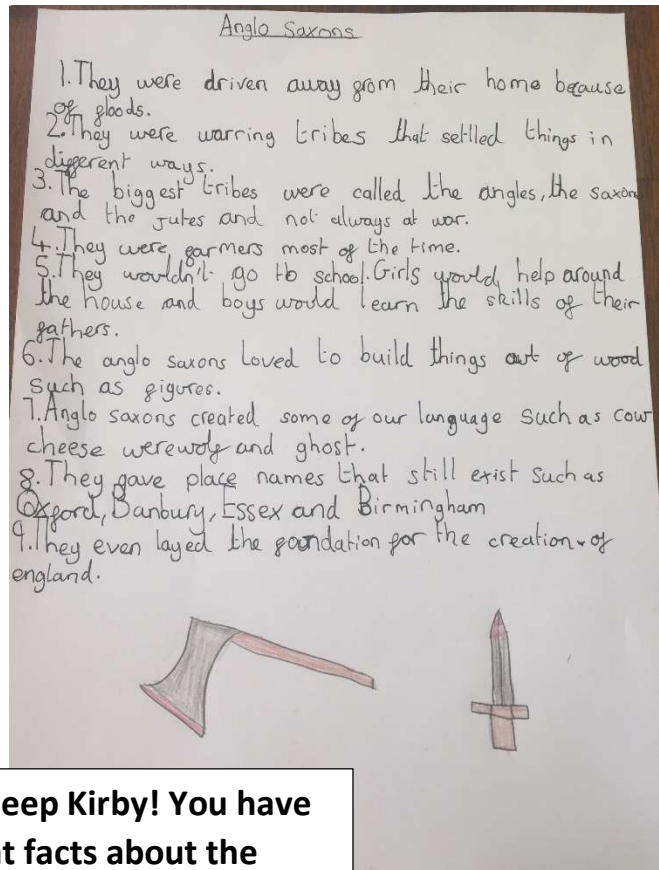 Anglo Saxons
1. They were driven away from their home because
of floods.
2. They were warring tribes that settled things in
different ways.
3. The biggest tribes were called the angles, the saxons
and the jutes and not always at war.
4. They were farmers most of the time.
5. They wouldn't go to school. Girls would help around
the house and boys would learn the skills of their
fathers.
6. The anglo saxons loved to build things out of wood
such as figures.
7. Anglo saxons created some of our language such as cow
cheese werewolf and ghost.
8. They gave place names that still exist such as
Oxford, Banbury, Essex and Birmingham
9. They even layed the foundation for the creation of
england.
eep Kirby! You have
t facts about the